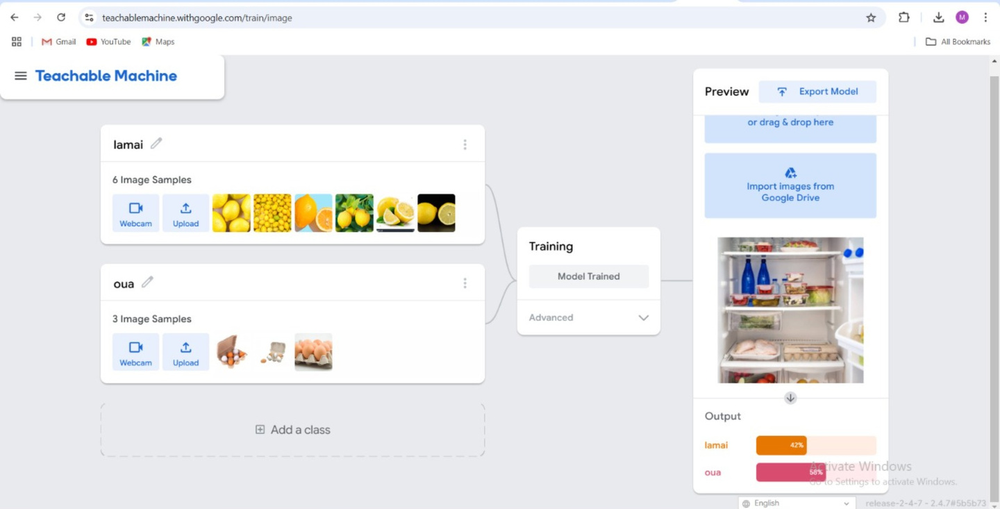 teachablemachine.withgoogle.com/train/image
M
Gmail
YouTube
Maps
All Bookmarks
Teachable Machine
Preview
Export Model
or drag & drop here
Import images from
Google Drive
lamai
6 Image Samples
Webcam
Upload
oua
3 Image Samples
Webcam
Upload
Add a class
Training
Model Trained
Advanced
Output
lamai
42%
oua
58%
Activate Windows
Go to Settings to activate Windows.
English
release-2-4-7 - 2.4.7#5b5b73